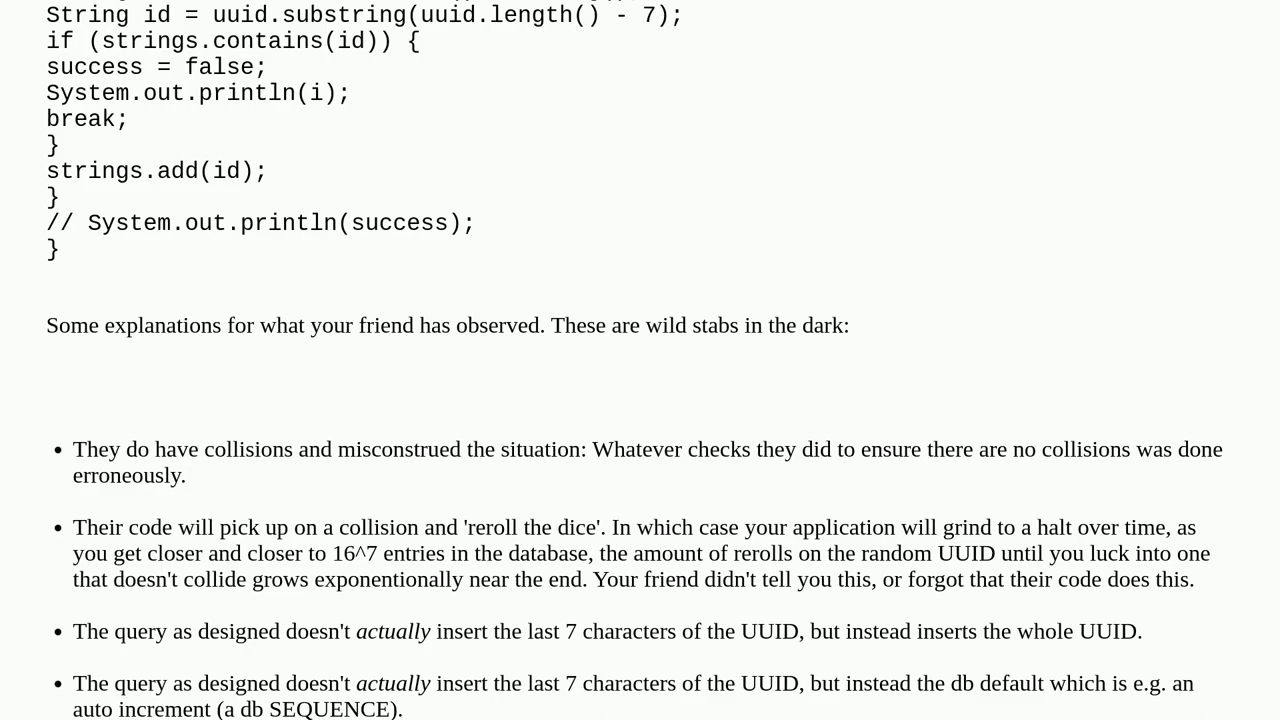 String id = uuid.substring(uuid.length() - 7);
if (strings.contains(id)) {
success = false;
System.out.println(i);
break;
}
strings.add(id);
}
// System.out.println(success);
}
Some explanations for what your friend has observed. These are wild stabs in the dark:
• They do have collisions and misconstrued the situation: Whatever checks they did to ensure there are no collisions was done
erroneously.
• Their code will pick up on a collision and 'reroll the dice'. In which case your application will grind to a halt over time, as
you get closer and closer to 16^7 entries in the database, the amount of rerolls on the random UUID until you luck into one
that doesn't collide grows exponentionally near the end. Your friend didn't tell you this, or forgot that their code does this.
• The query as designed doesn't actually insert the last 7 characters of the UUID, but instead inserts the whole UUID.
• The query as designed doesn't actually insert the last 7 characters of the UUID, but instead the db default which is e.g. an
auto increment (a db SEQUENCE).